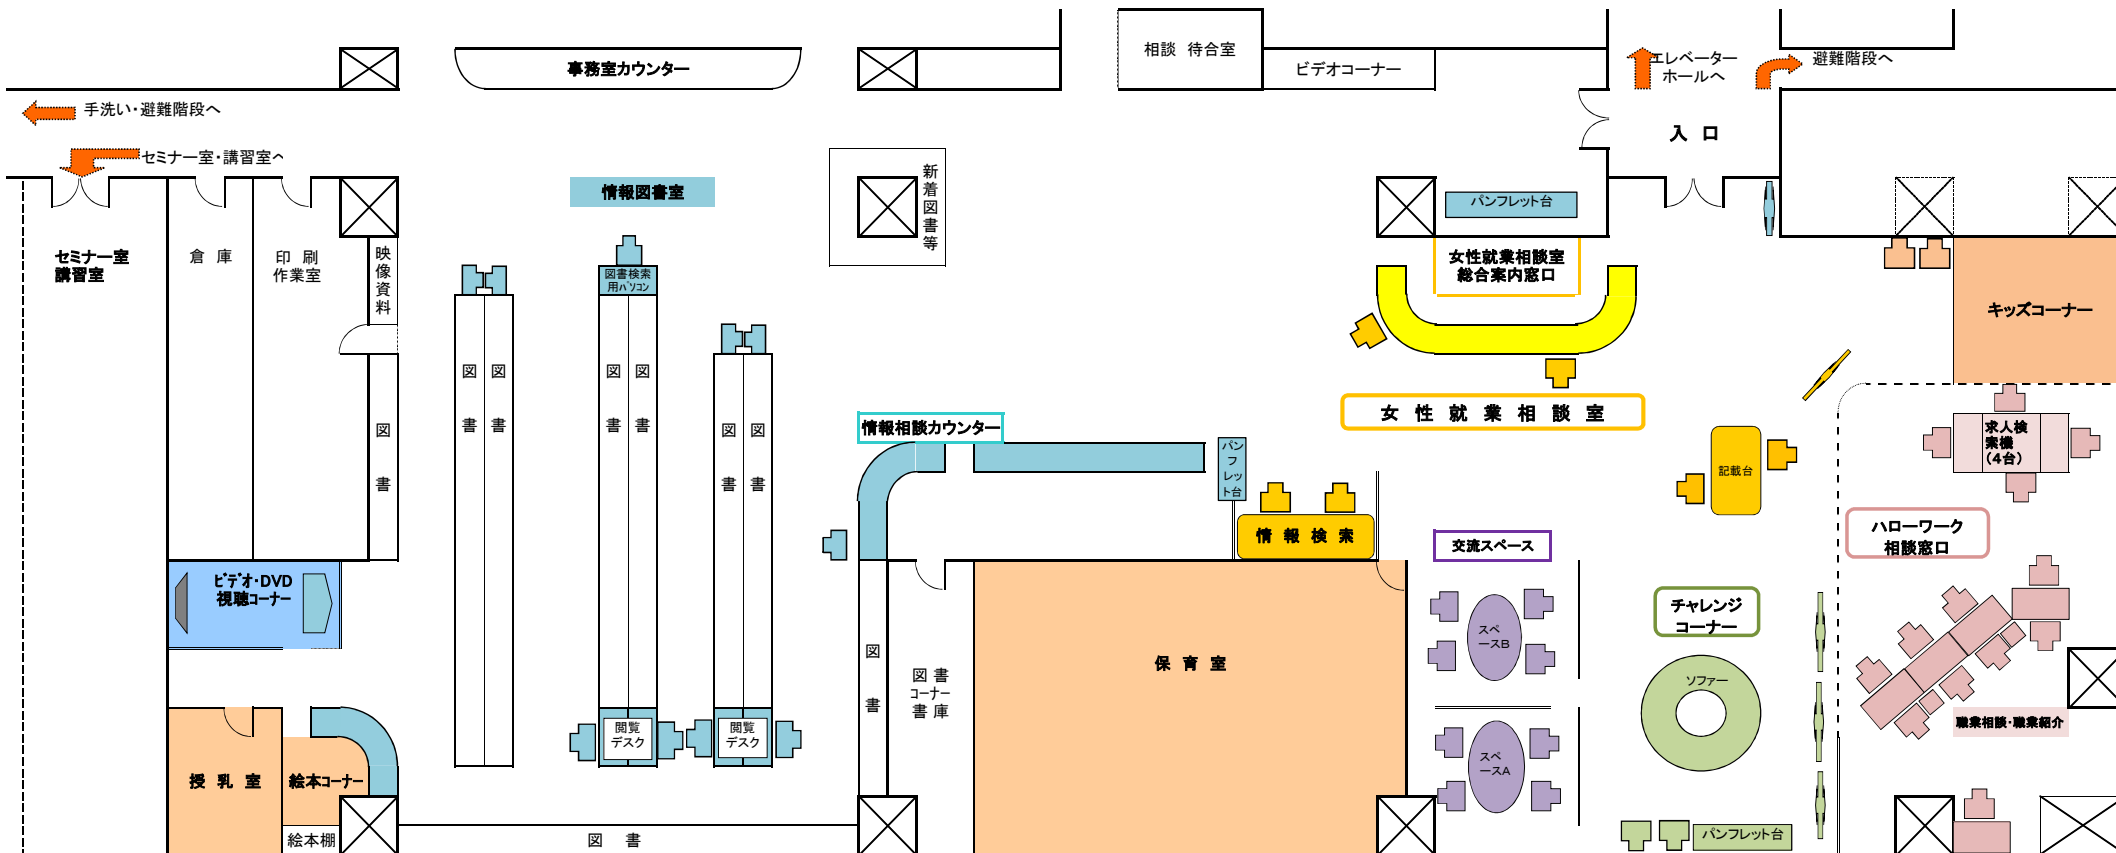 相談 待合室
ビデオコーナー
事務室カウンター
エレベーター
ホールへ
避難階段へ
手洗い・避難階段へ
セミナー室・講習室へ
入 口
新着図書等
情報図書室
パンフレット台
セミナー室
講習室
倉 庫
印 刷
作業室
映像資料
図書検索
用パソコン
女性就業相談室
総合案内窓口
キッズコーナー
図書
図書
図書
図書
図書
図書
図書
女 性 就 業 相 談 室
情報相談カウンター
パン
フ
レッ
ト台
求人検
索機
(4台)
記載台
情 報 検 索
交流スペース
ハローワーク
相談窓口
ビデオ・DVD
視聴コーナー
チャレンジ
コーナー
スペ
ースB
図書
図 書
コーナー
書 庫
保 育 室
ソファー
職業相談・職業紹介
閲覧
デスク
閲覧
デスク
スペ
ースA
授 乳 室
絵本コーナー
絵本棚
図 書
パンフレット台